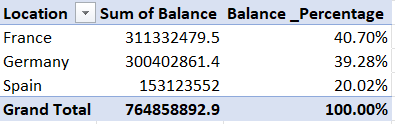 Location Sum of Balance Balance _Percentage
France 311332479.5 40.70%
Germany 300402861.4 39.28%
Spain 153123552 20.02%
Grand Total 764858892.9 100.00%